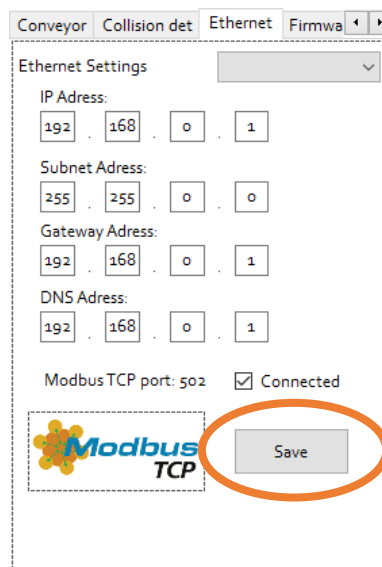 Conveyor Collision det Ethernet Firmwa
Ethernet Settings
IP Adress:
192 . 168 . 0 . 1
Subnet Adress:
255 . 255 . 0 . 0
Gateway Adress:
192 . 168 . 0 . 1
DNS Adress:
192 . 168 . 0 . 1
Modbus TCP port: 502 Connected
Modbus
TCP
Save